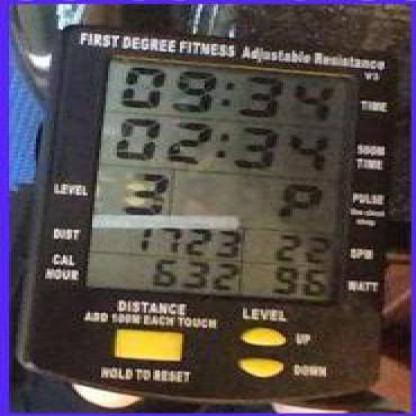 FIRST DEGREE FITNESS Adjustable Resistance
V3
09:34 TIME
02:34 500M TIME
LEVEL 3 P PULSE
DIST 1723 22 SPM
CAL HOUR 632 96 WATT
DISTANCE LEVEL
ADD 100M EACH TOUCH
UP
DOWN
HOLD TO RESET